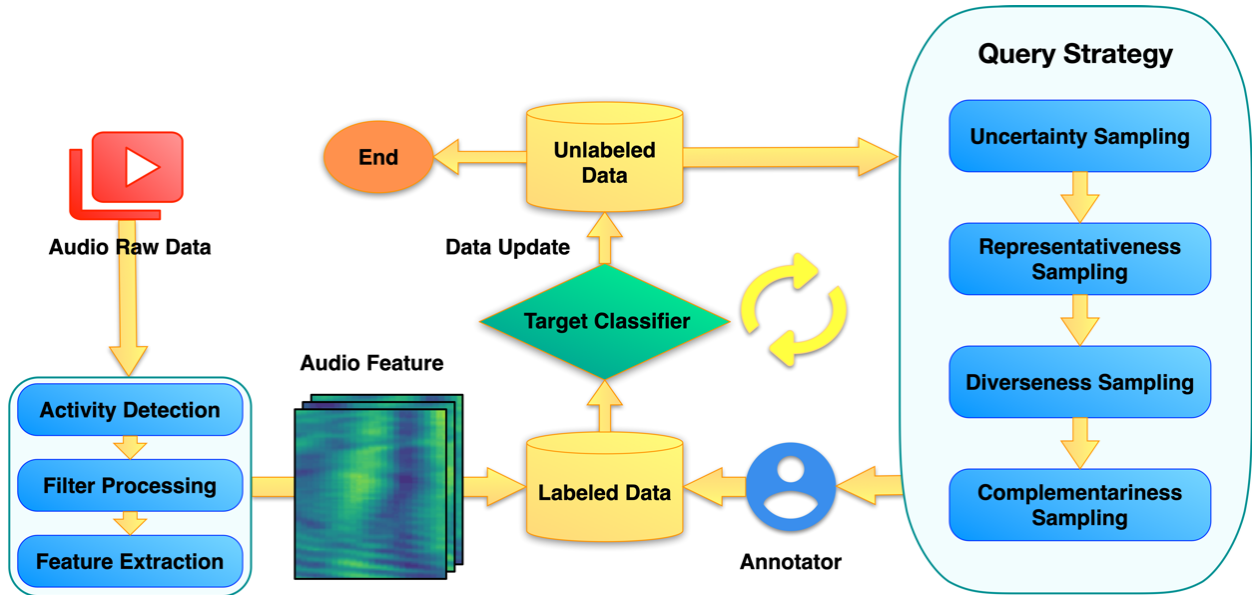 Query Strategy
Uncertainty Sampling
Representativeness
Sampling
Diverseness Sampling
Complementariness
Sampling
End
Unlabeled
Data
Audio Raw Data
Data Update
Target Classifier
Audio Feature
Activity Detection
Filter Processing
Feature Extraction
Labeled Data
Annotator